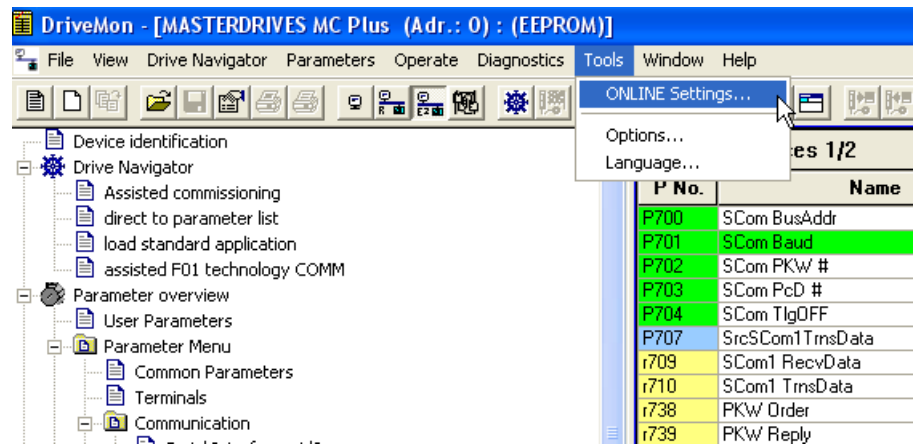 DriveMon - [MASTERDRIVES MC Plus (Adr.: 0) : (EEPROM)]
File View Drive Navigator Parameters Operate Diagnostics Tools Window Help
ONLINE Settings...
Options...
Language...
Device identification
Drive Navigator
Assisted commissioning
direct to parameter list
load standard application
assisted F01 technology COMM
Parameter overview
User Parameters
Parameter Menu
Common Parameters
Terminals
Communication
1/2
P No. Name
P700 SCom BusAddr
P701 SCom Baud
P702 SCom PKW #
P703 SCom PcD #
P704 SCom TlgOFF
P707 SrcSCom1TrnsData
r709 SCom1 RecvData
r710 SCom1 TrnsData
r738 PKW Order
r739 PKW Reply